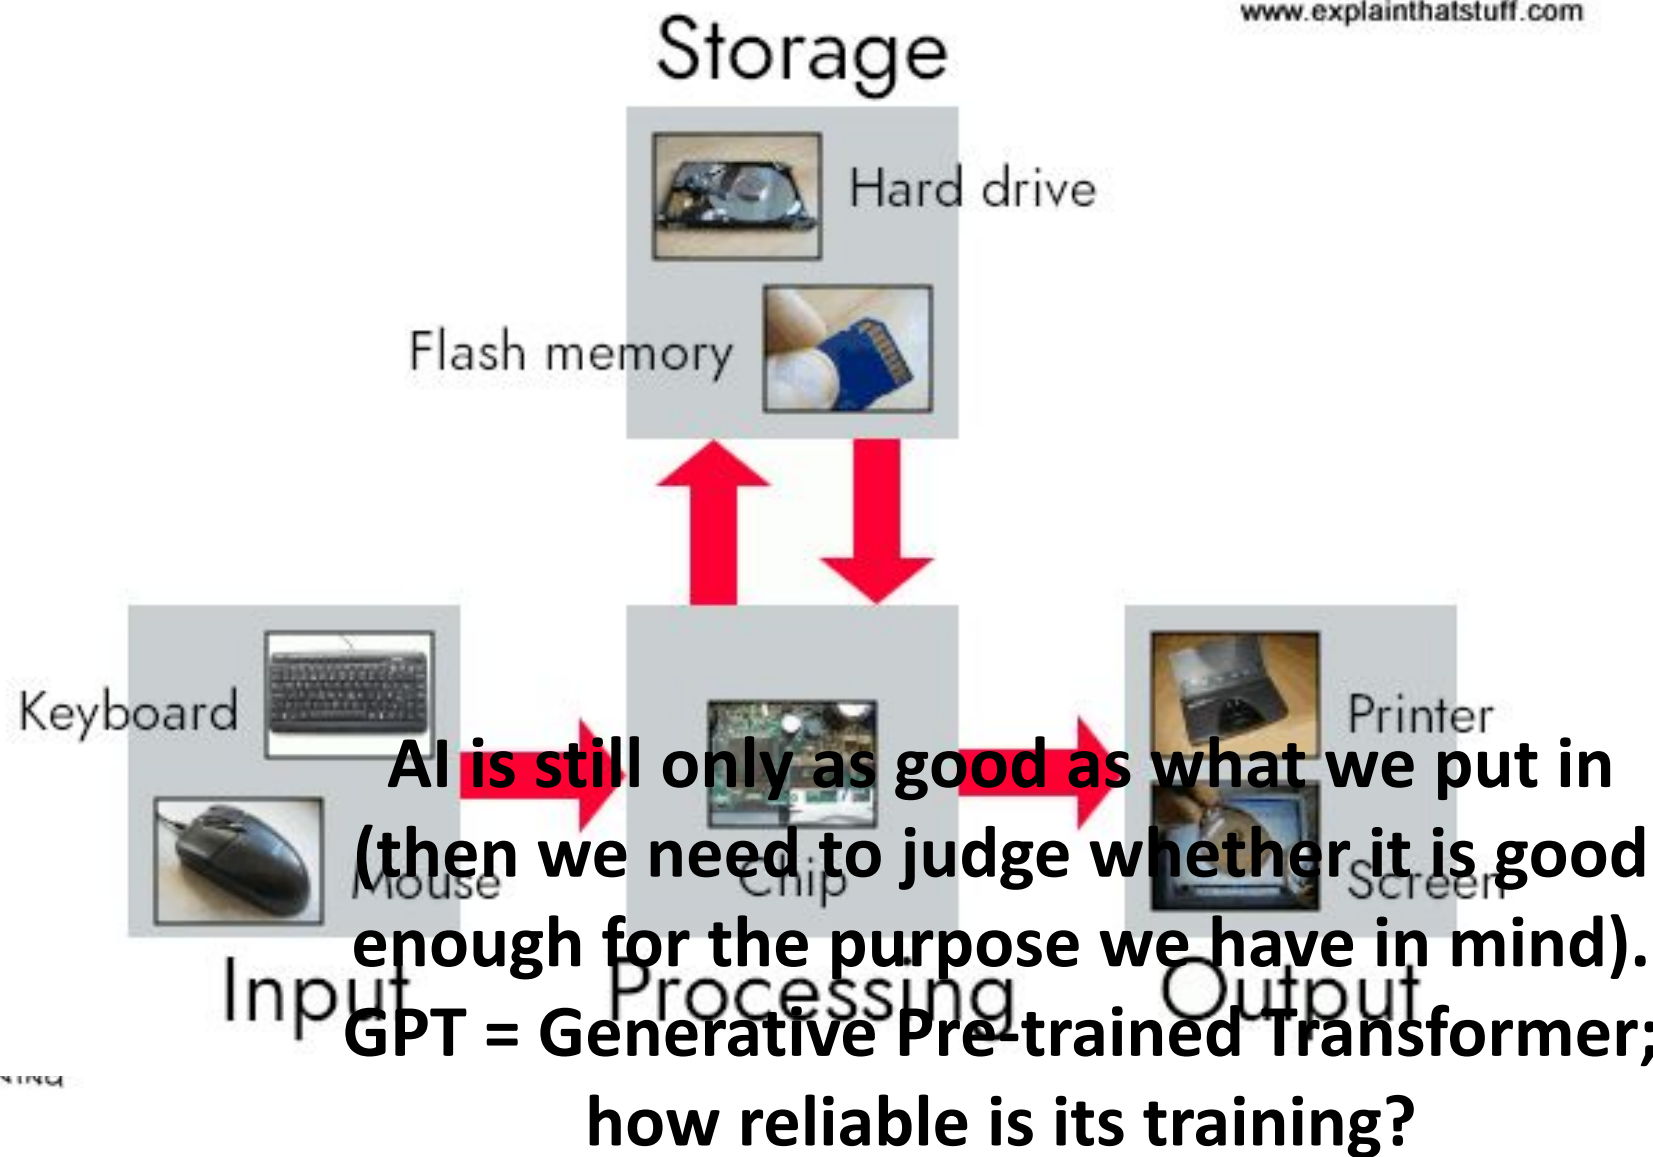 www.explainthatstuff.com
Storage
Hard drive
Flash memory
Keyboard
Printer
Mouse
Chip
Screen
Input
Processing
Output
AI is still only as good as what we put in
(then we need to judge whether it is good
enough for the purpose we have in mind).
GPT = Generative Pre-trained Transformer;
how reliable is its training?